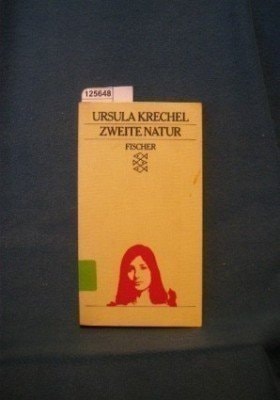 125648
URSULA KRECHEL
ZWEITE NATUR
FISCHER